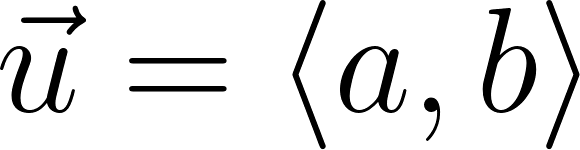 u⃗ = ⟨a, b⟩